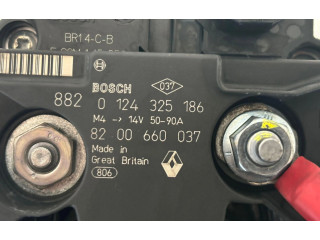 BR14-C-B
BOSCH 037
882 0 124 325 186
M4 -> 14V 50-90A
82 00 660 037
Made in
Great Britain
806